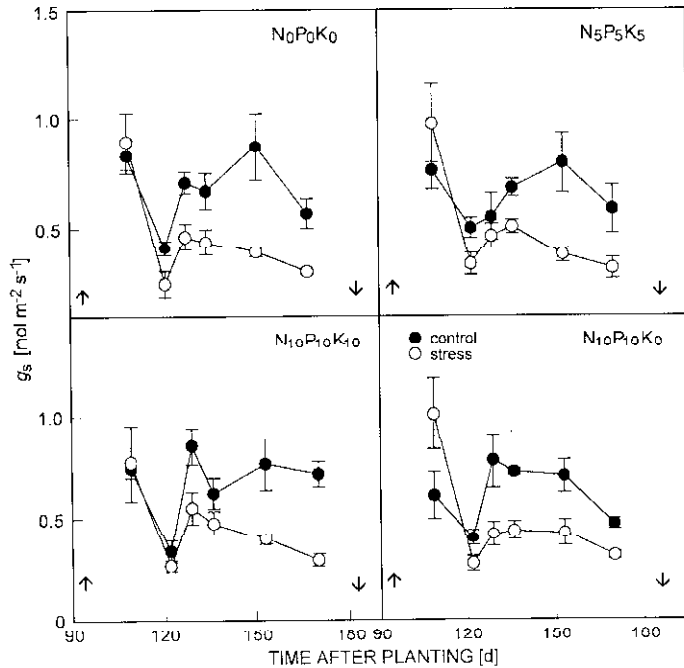 1.5
N₀P₀K₀
N₅P₅K₅
1.0
0.5
gₛ [mol m⁻² s⁻¹]
N₁₀P₁₀K₁₀
control
stress
N₁₀P₁₀K₀
1.0
0.5
0
90 120 150 180 90 120 150 180
TIME AFTER PLANTING [d]